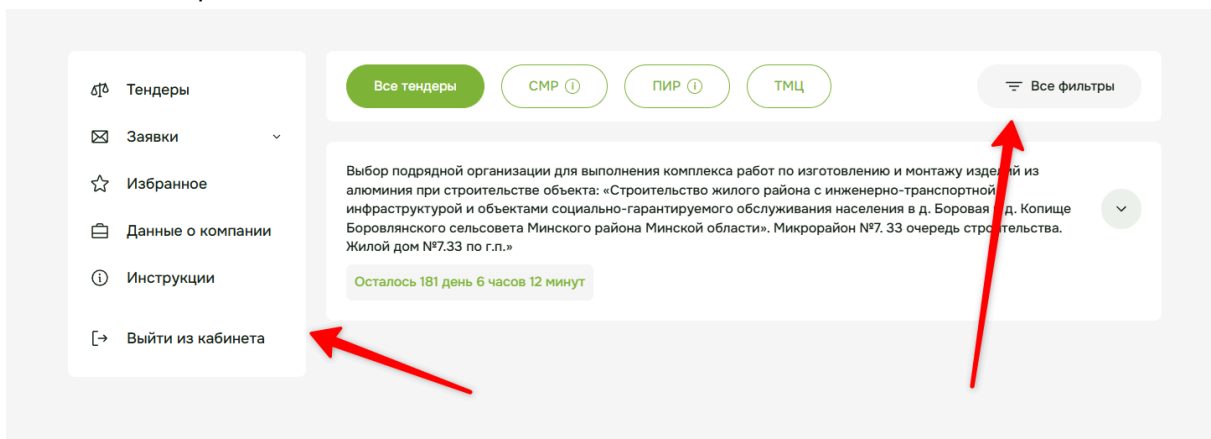 Тендеры
Заявки
Избранное
Данные о компании
Инструкции
Выйти из кабинета
Все тендеры
СМР
ПИР
ТМЦ
Все фильтры
Выбор подрядной организации для выполнения комплекса работ по изготовлению и монтажу изделий из
алюминия при строительстве объекта: «Строительство жилого района с инженерно-транспортной
инфраструктурой и объектами социально-гарантируемого обслуживания населения в д. Боровая д. Копище
Боровлянского сельсовета Минского района Минской области». Микрорайон №7. 33 очередь строительства.
Жилой дом №7.33 по г.п.»
Осталось 181 день 6 часов 12 минут